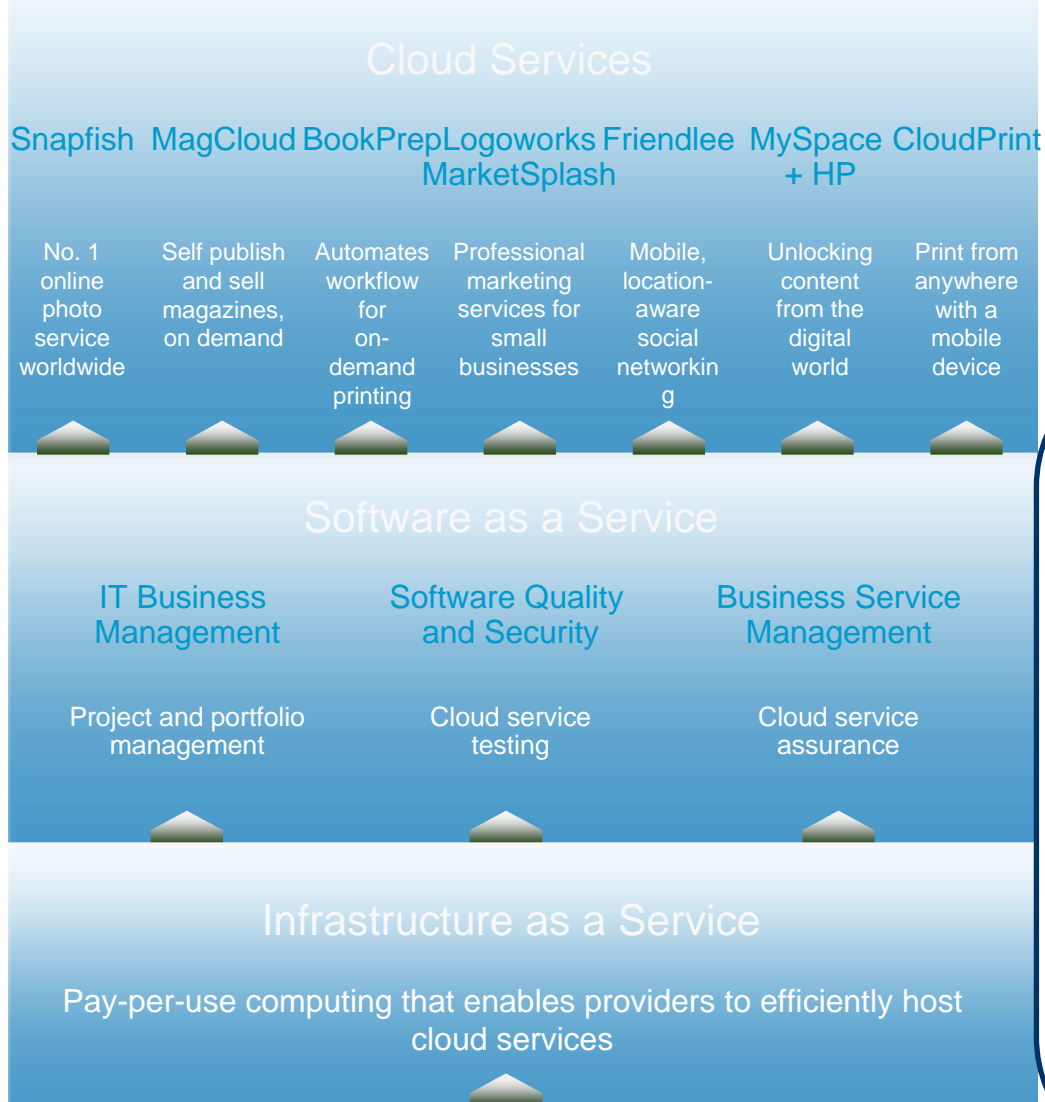 Cloud Services
Snapfish
MagCloud
BookPrep
Logoworks
MarketSplash
Friendlee
MySpace
+ HP
CloudPrint
No. 1
online
photo
service
worldwide
Self publish
and sell
magazines,
on demand
Automates
workflow
for
on-
demand
printing
Professional
marketing
services for
small
businesses
Mobile,
location-
aware
social
networkin
g
Unlocking
content
from the
digital
world
Print from
anywhere
with a
mobile
device
Software as a Service
IT Business
Management
Software Quality
and Security
Business Service
Management
Project and portfolio
management
Cloud service
testing
Cloud service
assurance
Infrastructure as a Service
Pay-per-use computing that enables providers to efficiently host
cloud services